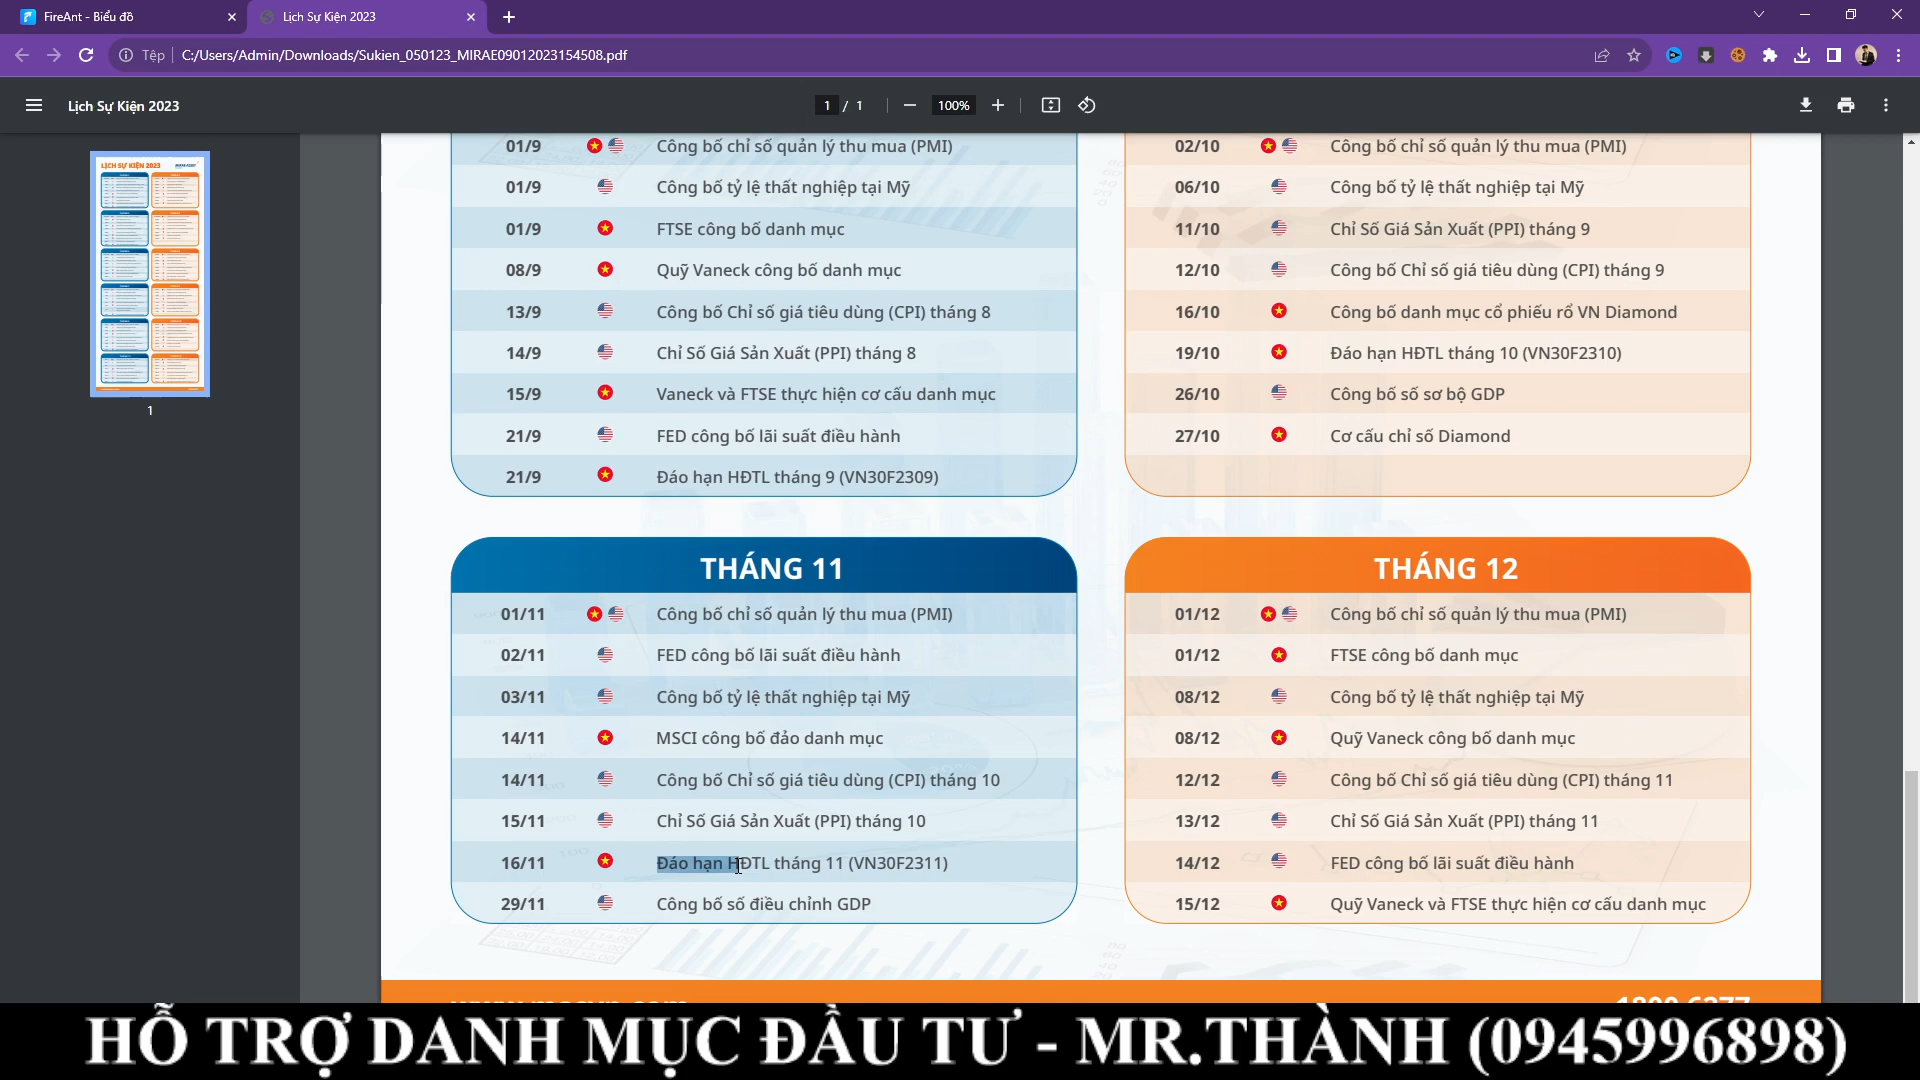 FireAnt - Biểu đồ
Lịch Sự Kiện 2023
Tệp
C:/Users/Admin/Downloads/Sukien_050123_MIRAE09012023154508.pdf
Lịch Sự Kiện 2023
1 / 1
100%
LỊCH SỰ KIỆN 2023
1
01/9 Công bố chỉ số quản lý thu mua (PMI)
01/9 Công bố tỷ lệ thất nghiệp tại Mỹ
01/9 FTSE công bố danh mục
08/9 Quỹ Vaneck công bố danh mục
13/9 Công bố Chỉ số giá tiêu dùng (CPI) tháng 8
14/9 Chỉ Số Giá Sản Xuất (PPI) tháng 8
15/9 Vaneck và FTSE thực hiện cơ cấu danh mục
21/9 FED công bố lãi suất điều hành
21/9 Đáo hạn HĐTL tháng 9 (VN30F2309)
02/10 Công bố chỉ số quản lý thu mua (PMI)
06/10 Công bố tỷ lệ thất nghiệp tại Mỹ
11/10 Chỉ Số Giá Sản Xuất (PPI) tháng 9
12/10 Công bố Chỉ số giá tiêu dùng (CPI) tháng 9
16/10 Công bố danh mục cổ phiếu rổ VN Diamond
19/10 Đáo hạn HĐTL tháng 10 (VN30F2310)
26/10 Công bố số sơ bộ GDP
27/10 Cơ cấu chỉ số Diamond
THÁNG 11
01/11 Công bố chỉ số quản lý thu mua (PMI)
02/11 FED công bố lãi suất điều hành
03/11 Công bố tỷ lệ thất nghiệp tại Mỹ
14/11 MSCI công bố đảo danh mục
14/11 Công bố Chỉ số giá tiêu dùng (CPI) tháng 10
15/11 Chỉ Số Giá Sản Xuất (PPI) tháng 10
16/11 Đáo hạn HĐTL tháng 11 (VN30F2311)
29/11 Công bố số điều chỉnh GDP
THÁNG 12
01/12 Công bố chỉ số quản lý thu mua (PMI)
01/12 FTSE công bố danh mục
08/12 Công bố tỷ lệ thất nghiệp tại Mỹ
08/12 Quỹ Vaneck công bố danh mục
12/12 Công bố Chỉ số giá tiêu dùng (CPI) tháng 11
13/12 Chỉ Số Giá Sản Xuất (PPI) tháng 11
14/12 FED công bố lãi suất điều hành
15/12 Quỹ Vaneck và FTSE thực hiện cơ cấu danh mục
HỖ TRỢ DANH MỤC ĐẦU TƯ - MR.THÀNH (0945996898)